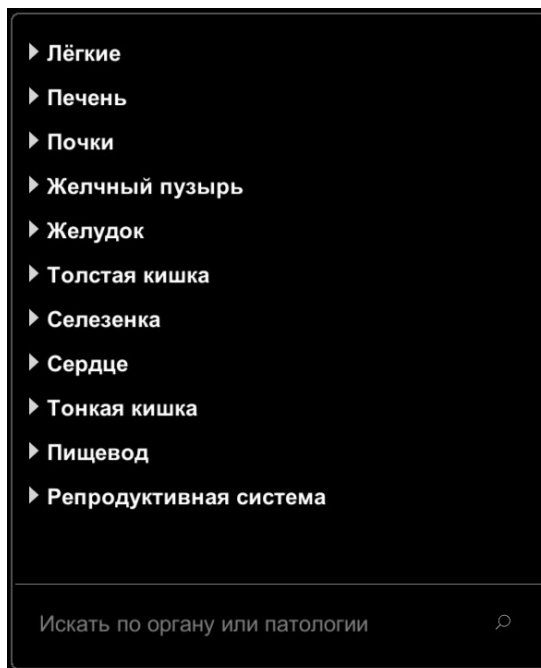 Лёгкие
Печень
Почки
Желчный пузырь
Желудок
Толстая кишка
Селезенка
Сердце
Тонкая кишка
Пищевод
Репродуктивная система
Искать по органу или патологии